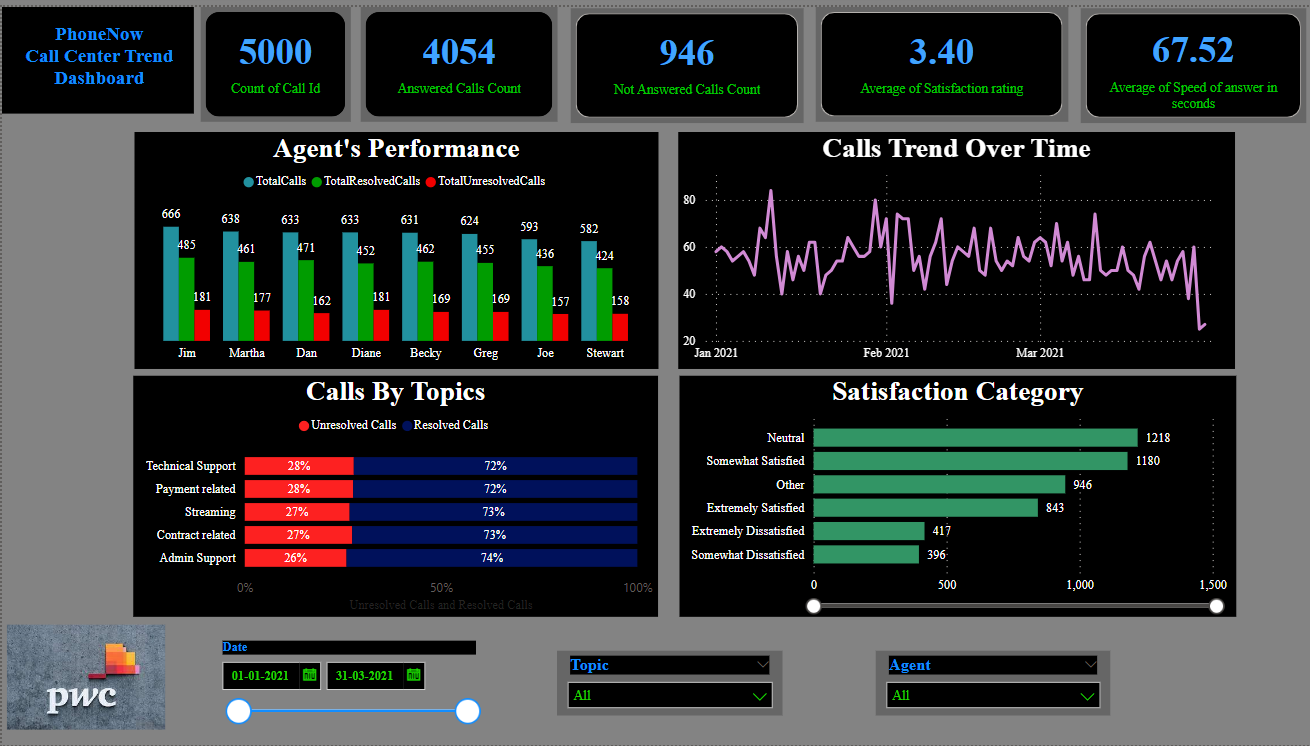 PhoneNow
Call Center Trend
Dashboard
5000
Count of Call Id
4054
Answered Calls Count
946
Not Answered Calls Count
3.40
Average of Satisfaction rating
67.52
Average of Speed of answer in
seconds
Agent's Performance
TotalCalls TotalResolvedCalls TotalUnresolvedCalls
666 485 181
638 461 177
633 471 162
633 452 181
631 462 169
624 455 169
593 436 157
582 424 158
Jim Martha Dan Diane Becky Greg Joe Stewart
Calls Trend Over Time
80
60
40
20
Jan 2021 Feb 2021 Mar 2021
Calls By Topics
Unresolved Calls Resolved Calls
Technical Support 28% 72%
Payment related 28% 72%
Streaming 27% 73%
Contract related 27% 73%
Admin Support 26% 74%
0% 50% 100%
Unresolved Calls and Resolved Calls
Satisfaction Category
Neutral 1218
Somewhat Satisfied 1180
Other 946
Extremely Satisfied 843
Extremely Dissatisfied 417
Somewhat Dissatisfied 396
0 500 1,000 1,500
pwc
Date
01-01-2021 31-03-2021
Topic
All
Agent
All